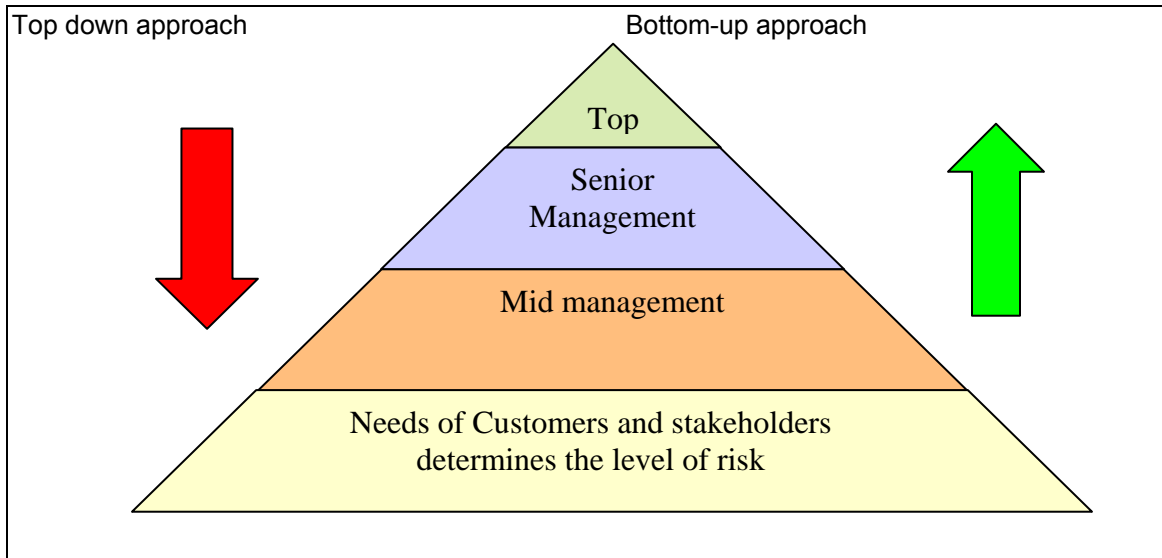 Top down approach
Bottom-up approach
Top
Senior
Management
Mid management
Needs of Customers and stakeholders
determines the level of risk